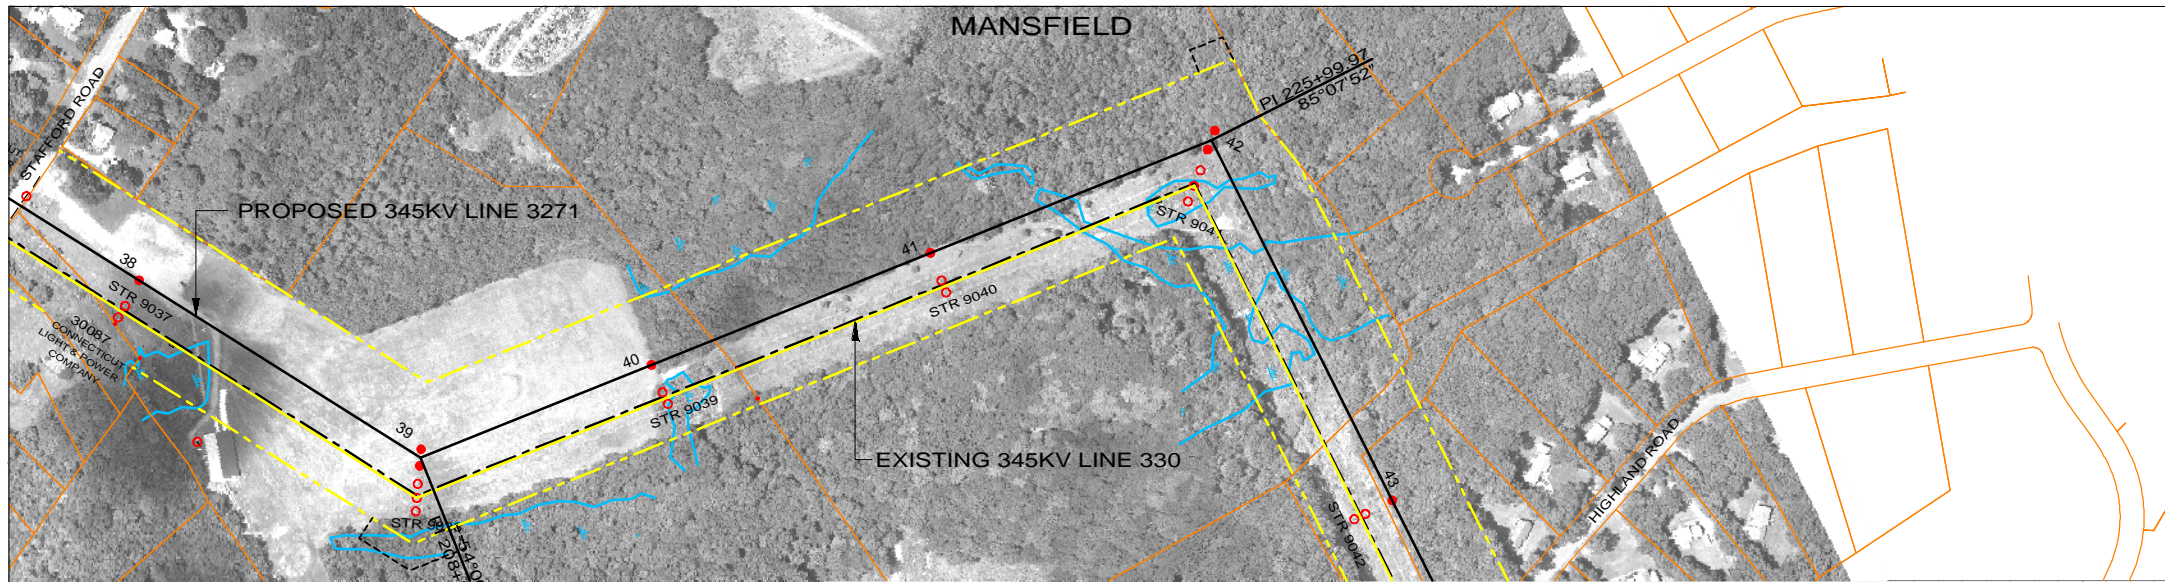 MANSFIELD
PI 225+99.97
85°07'52"
STAFFORD ROAD
42
PROPOSED 345KV LINE 3271
STR 904
41
38
STR 9037
STR 9040
30087
CONNECTICUT
LIGHT & POWER
COMPANY
40
STR 9039
39
EXISTING 345KV LINE 330
43
HIGHLAND ROAD
STR 9042